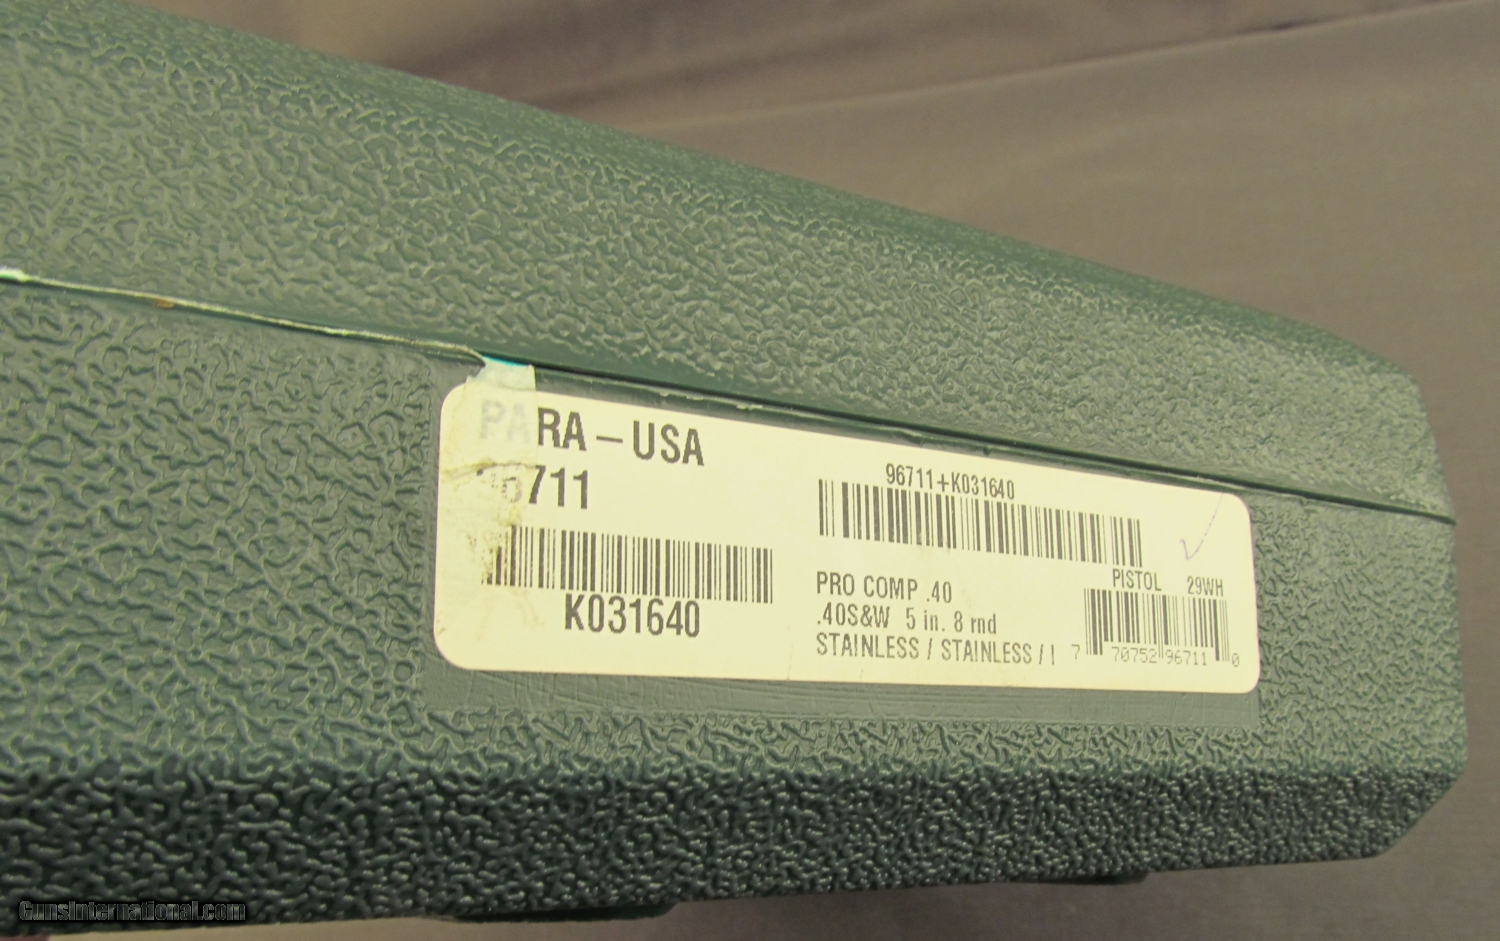 PARA – USA
96711
K031640
96711+K031640
PRO COMP .40
.40S&W 5 in. 8 rnd
STAINLESS / STAINLESS / I
PISTOL 29WH
7 70752 96711 0
GunsInternational.com